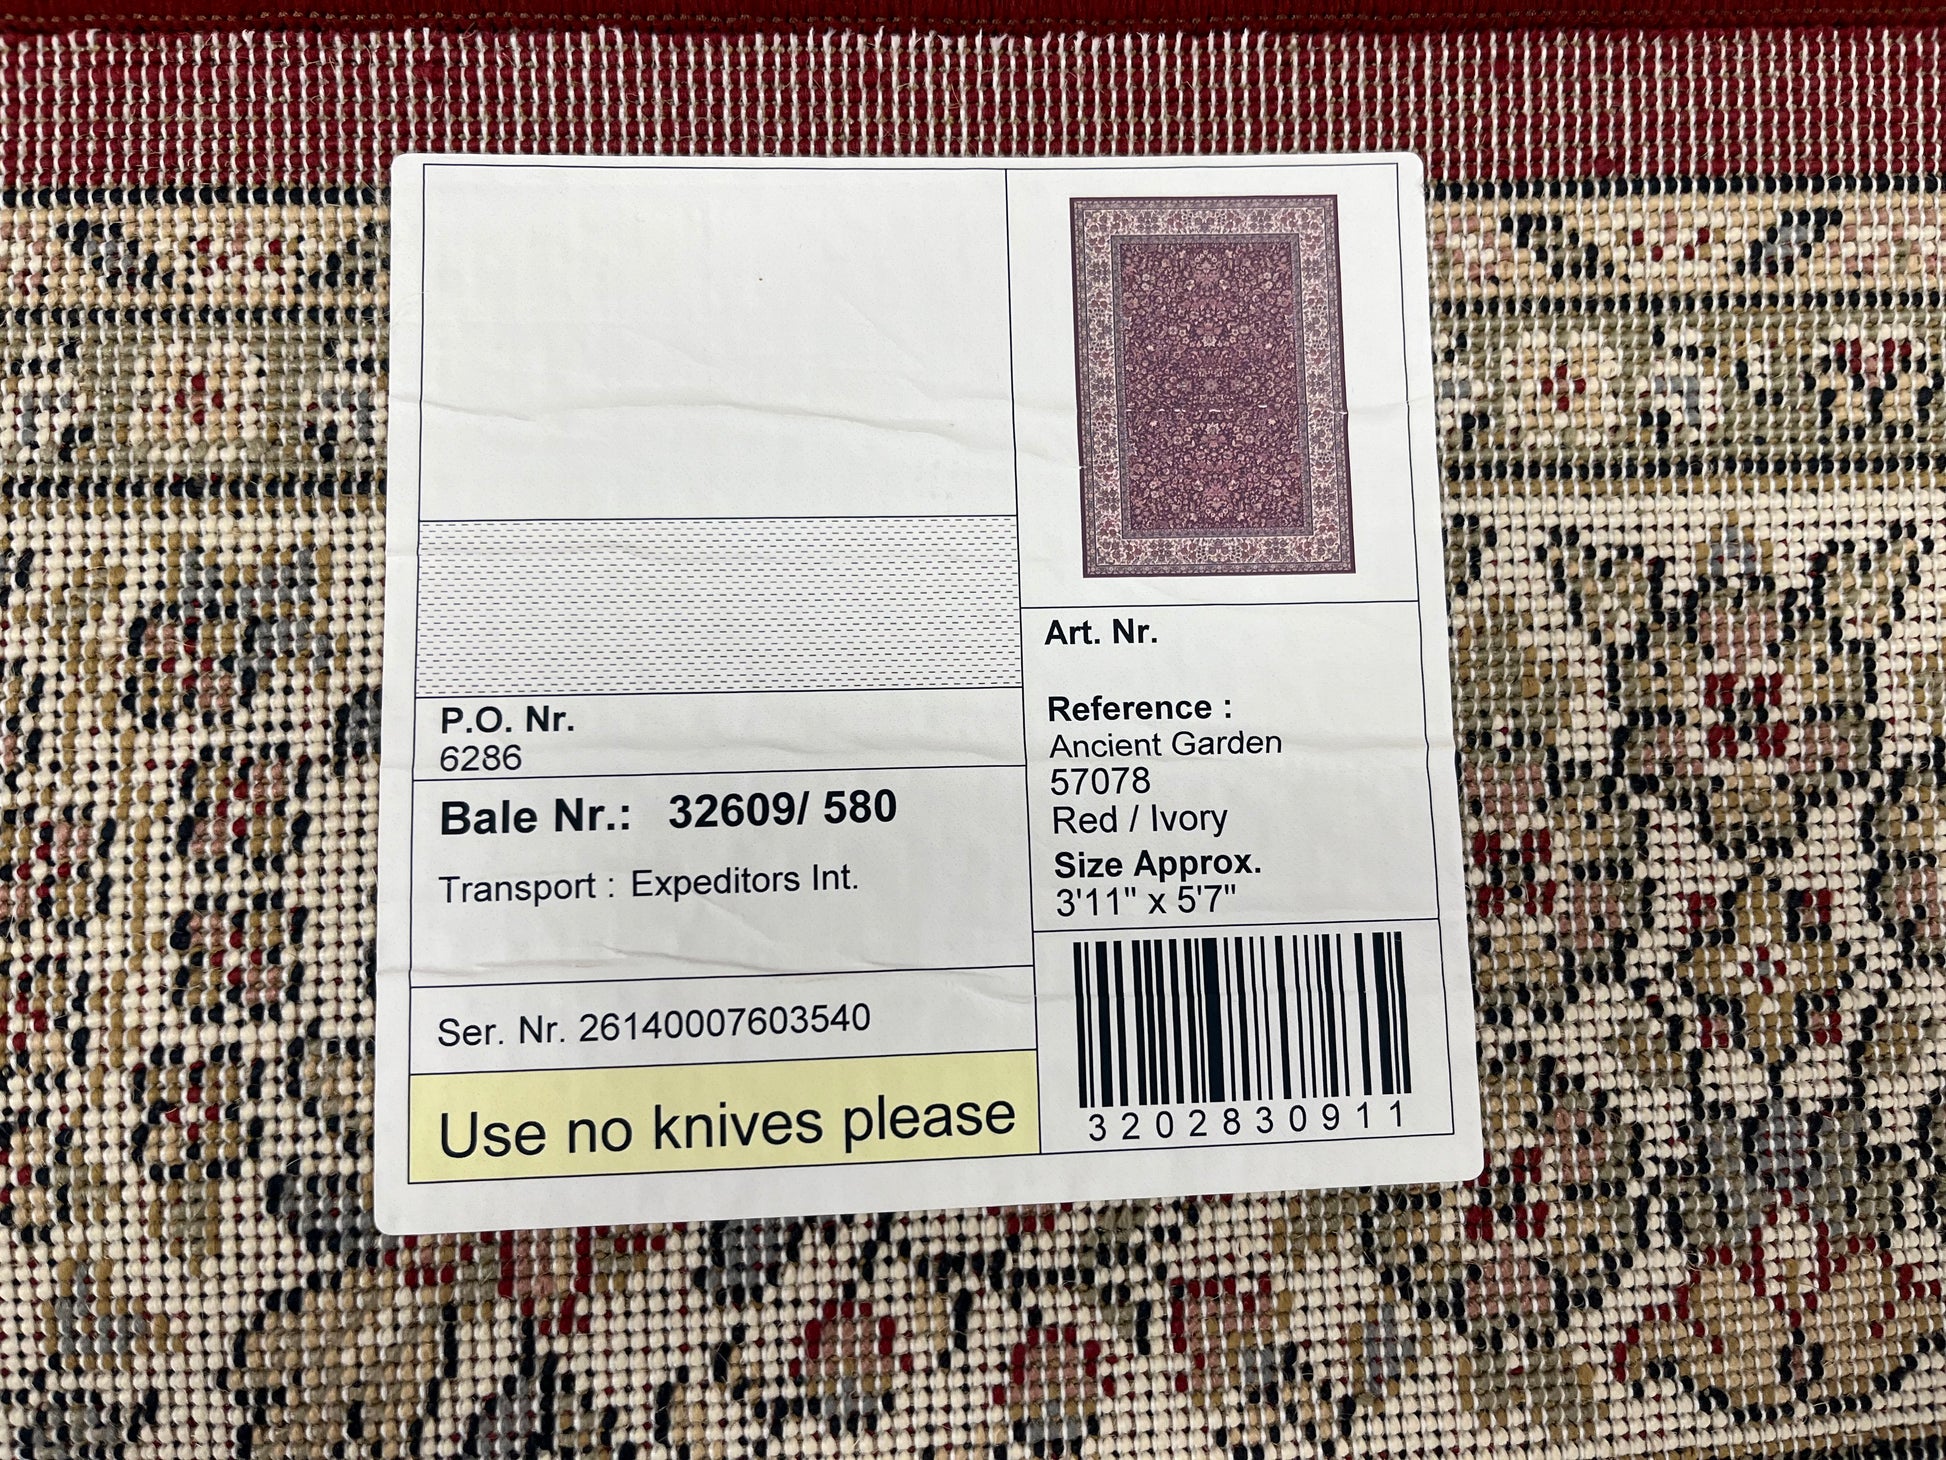 P.O. Nr.
6286
Bale Nr.: 32609/ 580
Transport : Expeditors Int.
Ser. Nr. 26140007603540
Use no knives please
Art. Nr.
Reference :
Ancient Garden
57078
Red / Ivory
Size Approx.
3'11" x 5'7"
3202830911